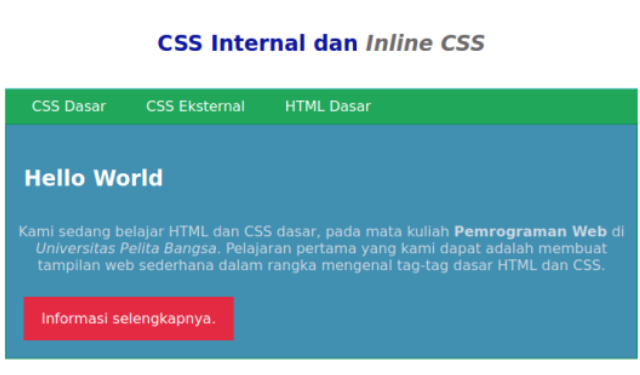 CSS Internal dan Inline CSS
CSS Dasar CSS Eksternal HTML Dasar
Hello World
Kami sedang belajar HTML dan CSS dasar, pada mata kuliah Pemrograman Web di
Universitas Pelita Bangsa. Pelajaran pertama yang kami dapat adalah membuat
tampilan web sederhana dalam rangka mengenal tag-tag dasar HTML dan CSS.
Informasi selengkapnya.